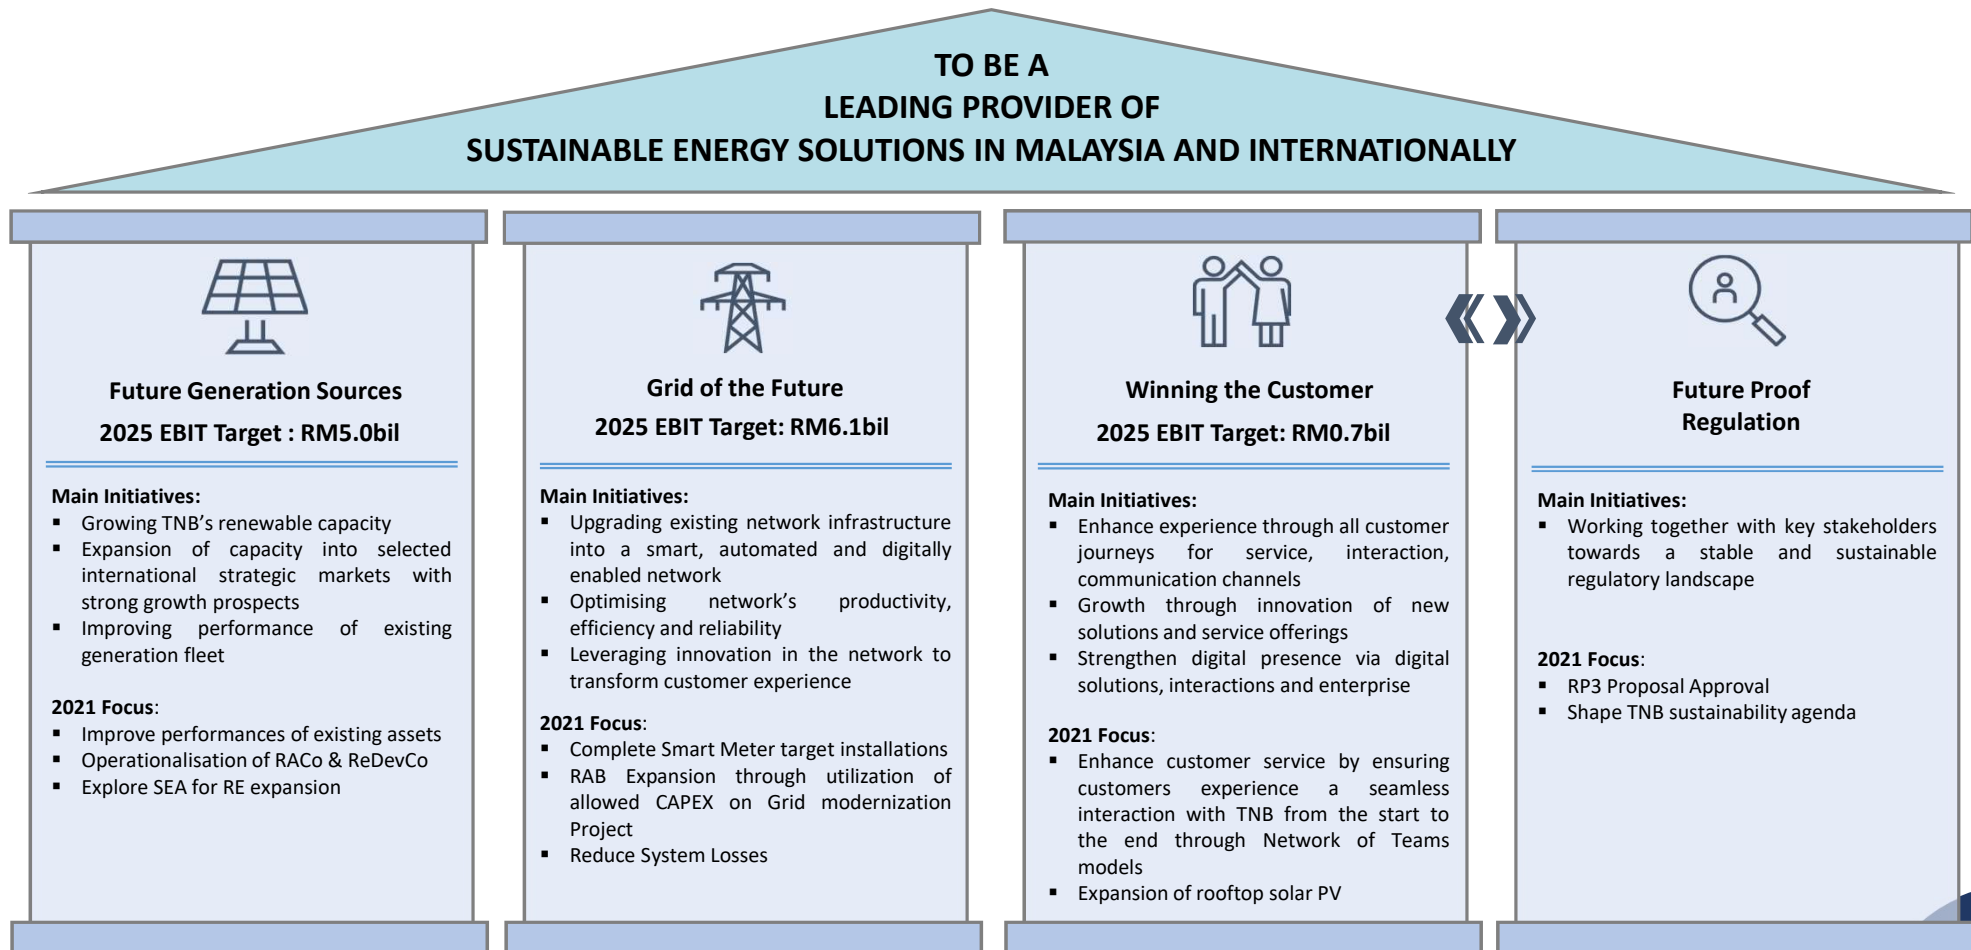 TO BE A
LEADING PROVIDER OF
SUSTAINABLE ENERGY SOLUTIONS IN MALAYSIA AND INTERNATIONALLY
Future Generation Sources
2025 EBIT Target : RM5.0bil
Main Initiatives:
▪ Growing TNB’s renewable capacity
▪ Expansion of capacity into selected
international strategic markets with
strong growth prospects
▪ Improving performance of existing
generation fleet
2021 Focus:
▪ Improve performances of existing assets
▪ Operationalisation of RACo & ReDevCo
▪ Explore SEA for RE expansion
Grid of the Future
2025 EBIT Target: RM6.1bil
Main Initiatives:
▪ Upgrading existing network infrastructure
into a smart, automated and digitally
enabled network
▪ Optimising network’s productivity,
efficiency and reliability
▪ Leveraging innovation in the network to
transform customer experience
2021 Focus:
▪ Complete Smart Meter target installations
▪ RAB Expansion through utilization of
allowed CAPEX on Grid modernization
Project
▪ Reduce System Losses
Winning the Customer
2025 EBIT Target: RM0.7bil
Main Initiatives:
▪ Enhance experience through all customer
journeys for service, interaction,
communication channels
▪ Growth through innovation of new
solutions and service offerings
▪ Strengthen digital presence via digital
solutions, interactions and enterprise
2021 Focus:
▪ Enhance customer service by ensuring
customers experience a seamless
interaction with TNB from the start to
the end through Network of Teams
models
▪ Expansion of rooftop solar PV
Future Proof
Regulation
Main Initiatives:
▪ Working together with key stakeholders
towards a stable and sustainable
regulatory landscape
2021 Focus:
▪ RP3 Proposal Approval
▪ Shape TNB sustainability agenda